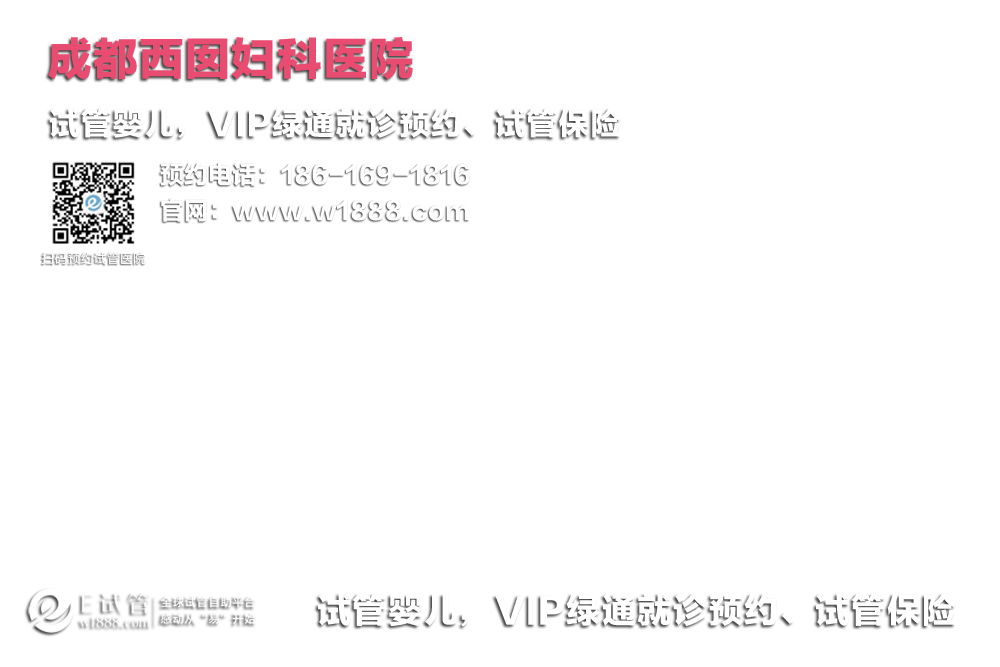 成都西囡妇科医院
试管婴儿，VIP绿通就诊预约、试管保险
预约电话：186-169-1816
官网：www.w1888.com
扫码预约试管医院
E试管
w1888.com
全球试管自助平台
感动从“易”开始
试管婴儿，VIP绿通就诊预约、试管保险